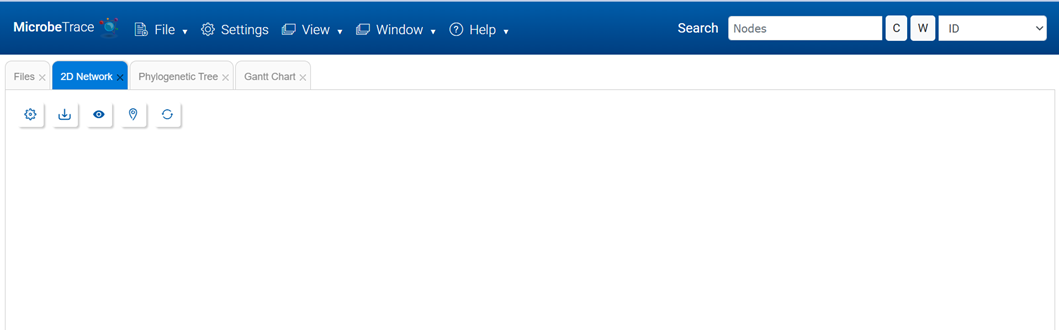 MicrobeTrace File Settings View Window Help Search Nodes C W ID
Files 2D Network Phylogenetic Tree Gantt Chart